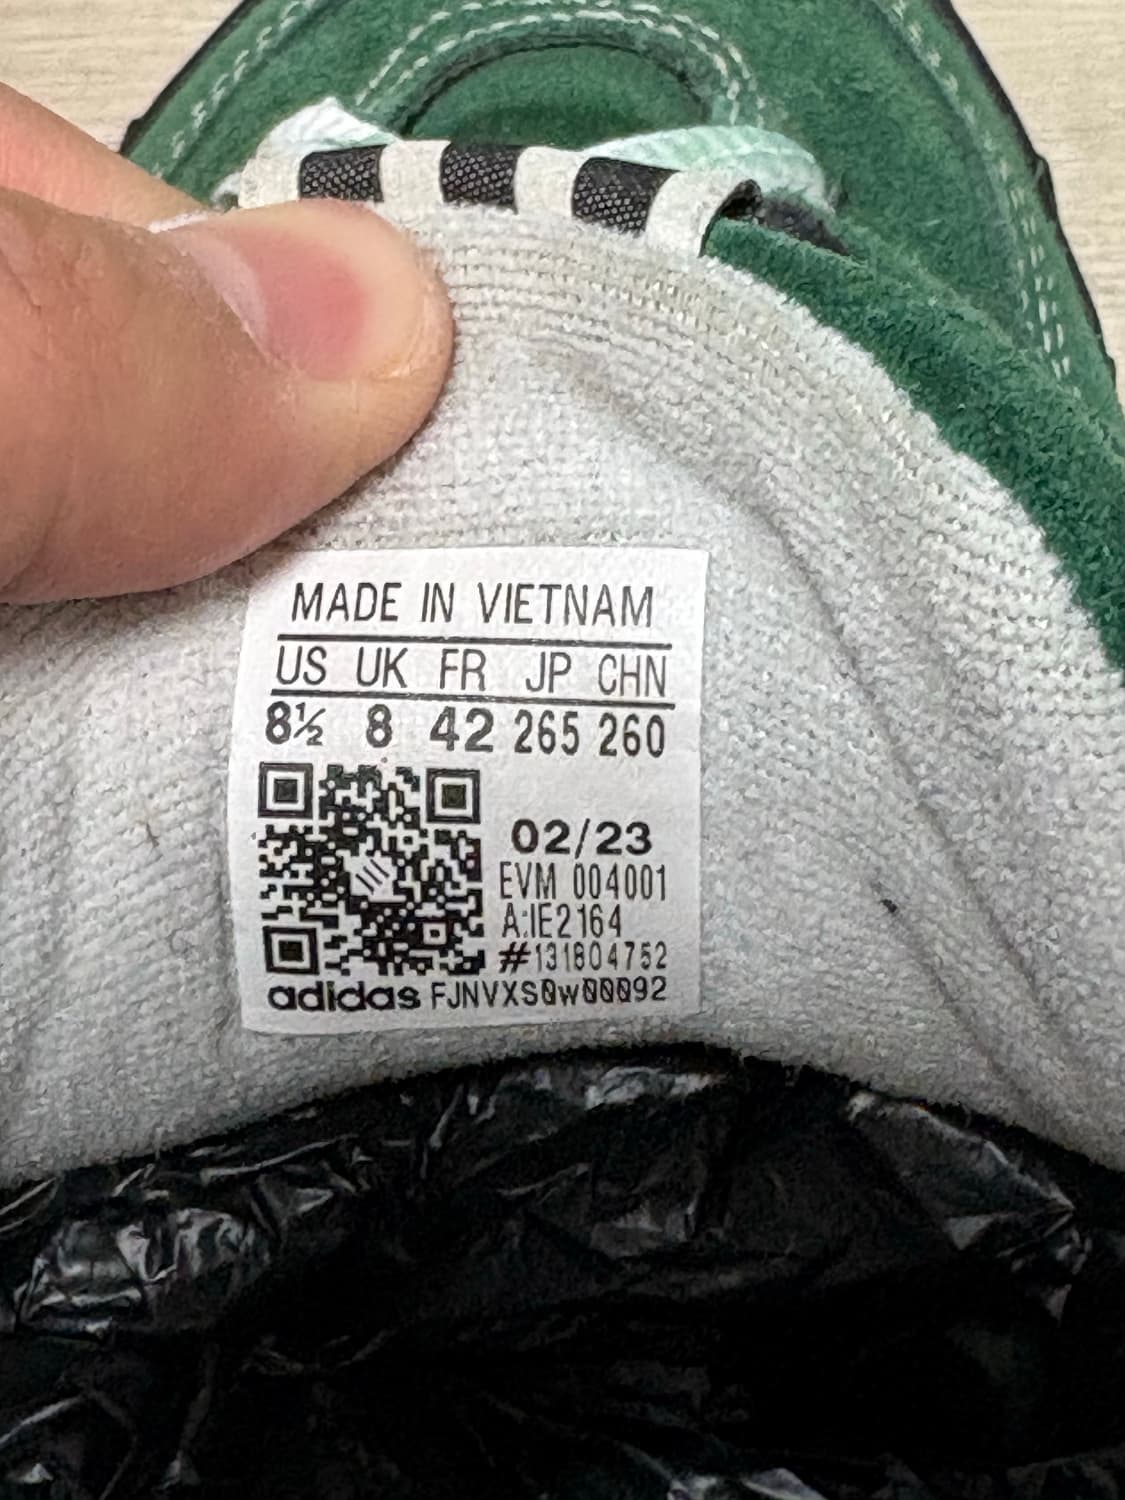 MADE IN VIETNAM
US UK FR JP CHN
8½ 8 42 265 260
02/23
EVM 004001
A:IE2164
#131804752
adidas FJNVXS0w00092